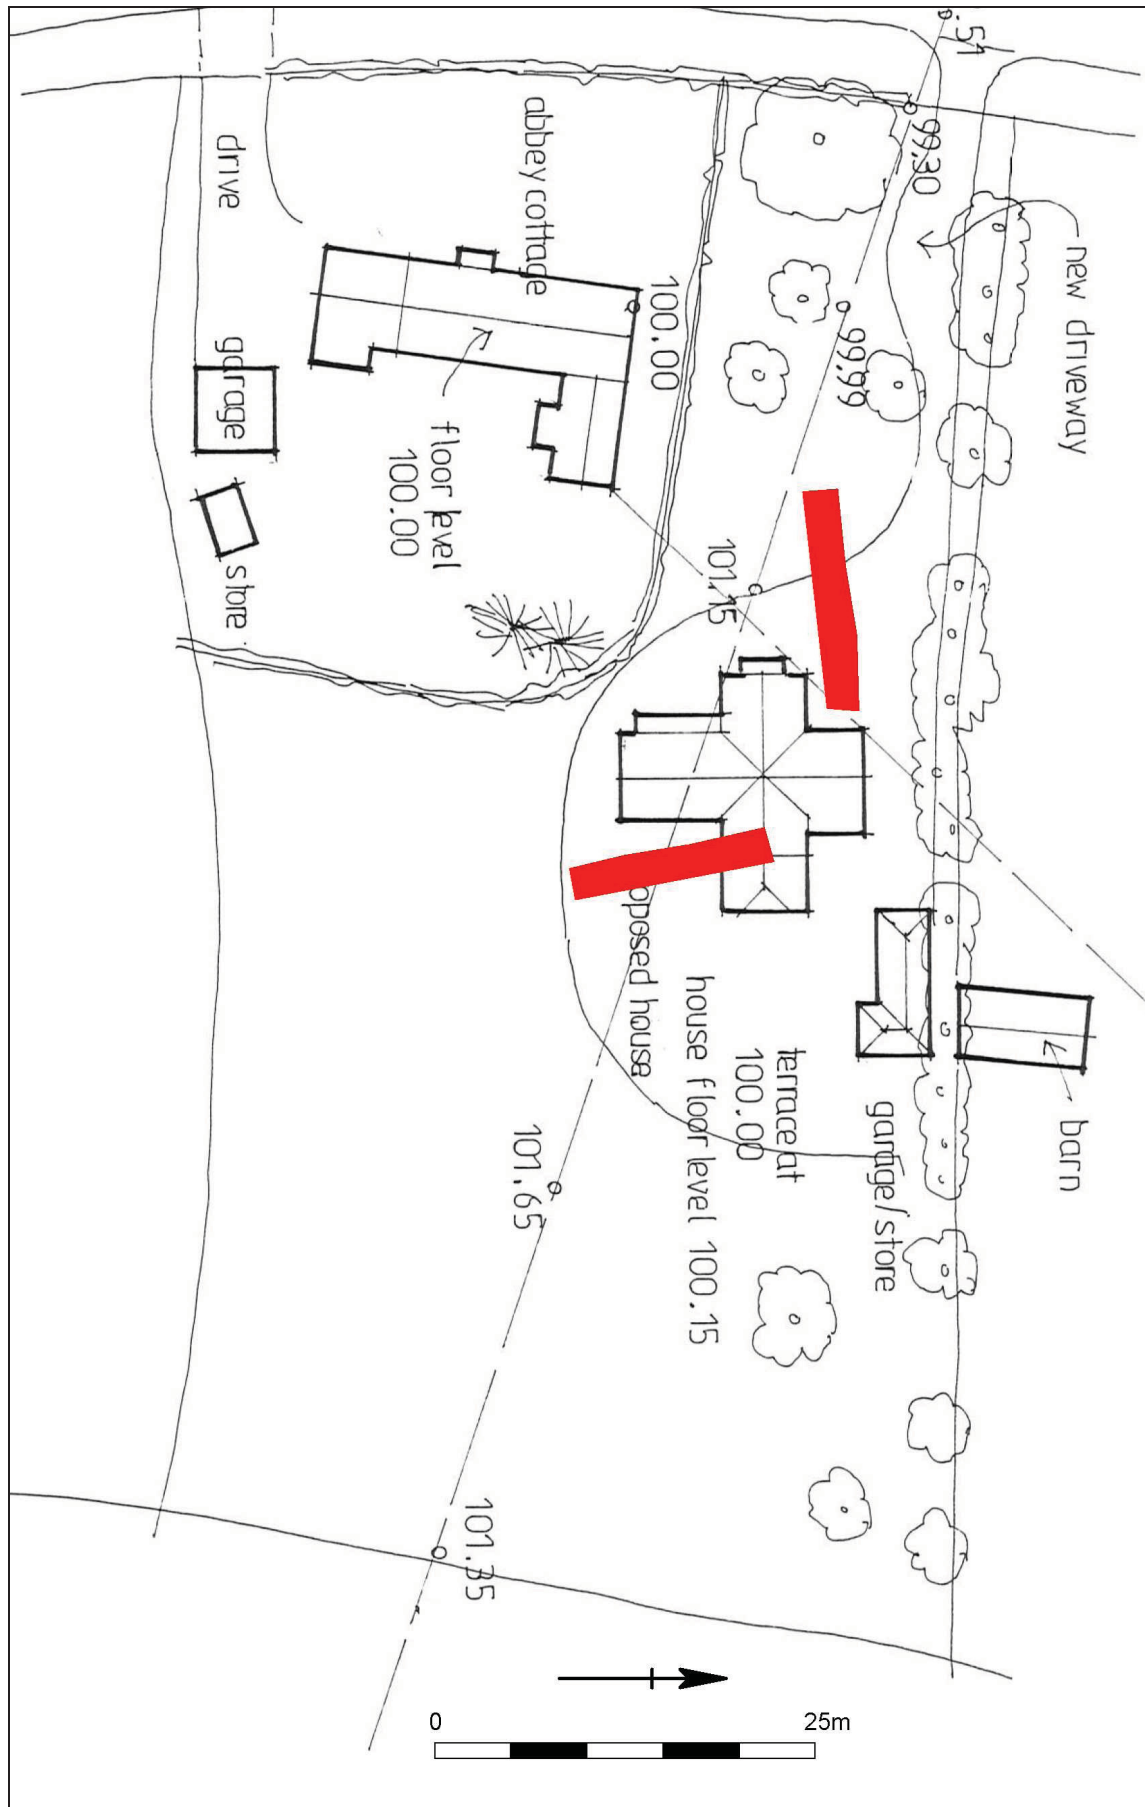 .51
99.30
new driveway
99.99
drive
abbey cottage
100.00
garage
floor level
100.00
store
101.15
oposed house
house floor level 100.15
terrace at
100.00
garage/store
barn
101.65
101.35
0
25m